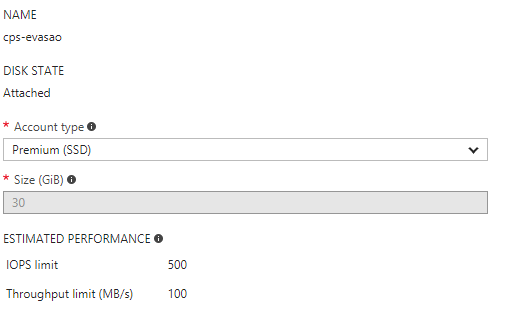 NAME
cps-evasao
DISK STATE
Attached
* Account type
Premium (SSD)
* Size (GiB)
30
ESTIMATED PERFORMANCE
IOPS limit 500
Throughput limit (MB/s) 100